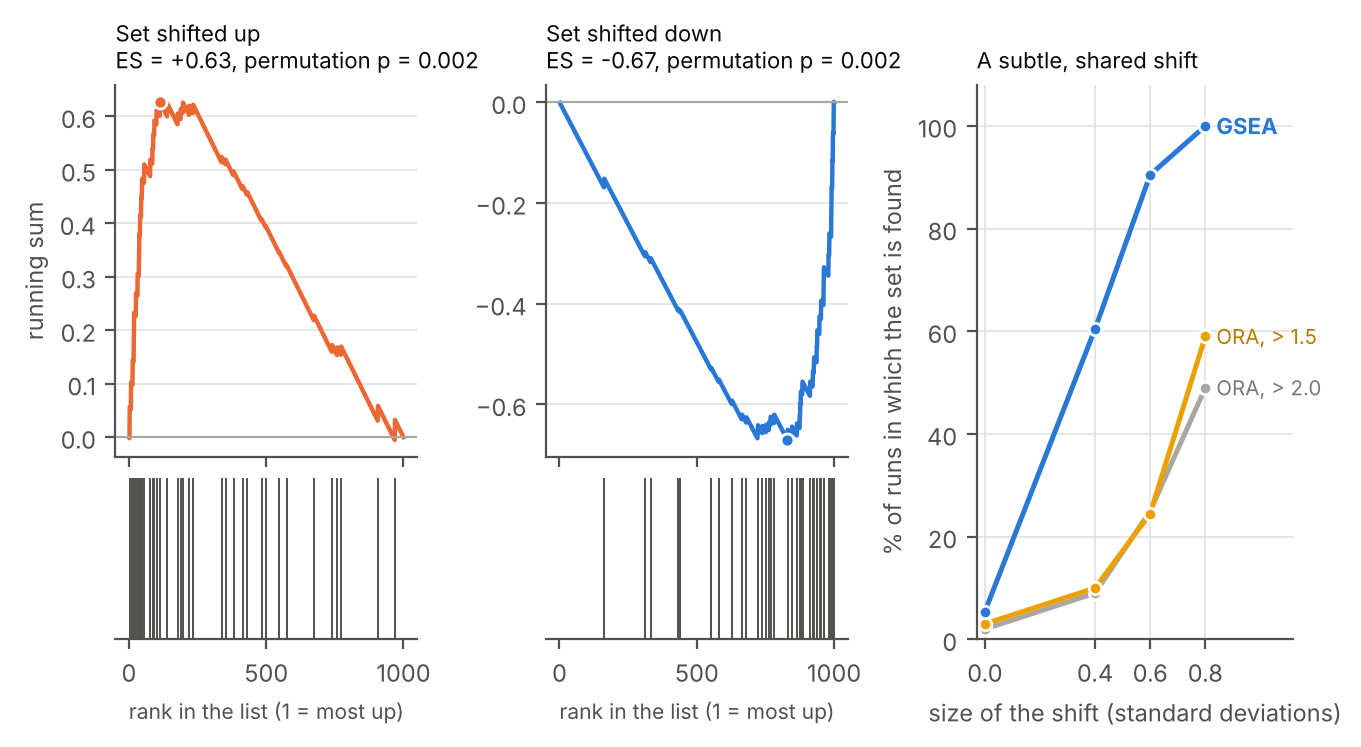 Set shifted up
ES = +0.63, permutation p = 0.002
running sum
0.6
0.5
0.4
0.3
0.2
0.1
0.0
0
500
1000
rank in the list (1 = most up)
Set shifted down
ES = -0.67, permutation p = 0.002
0.0
−0.2
−0.4
−0.6
0
500
1000
rank in the list (1 = most up)
A subtle, shared shift
% of runs in which the set is found
100
80
60
40
20
0
GSEA
ORA, > 1.5
ORA, > 2.0
0.0
0.4
0.6
0.8
size of the shift (standard deviations)